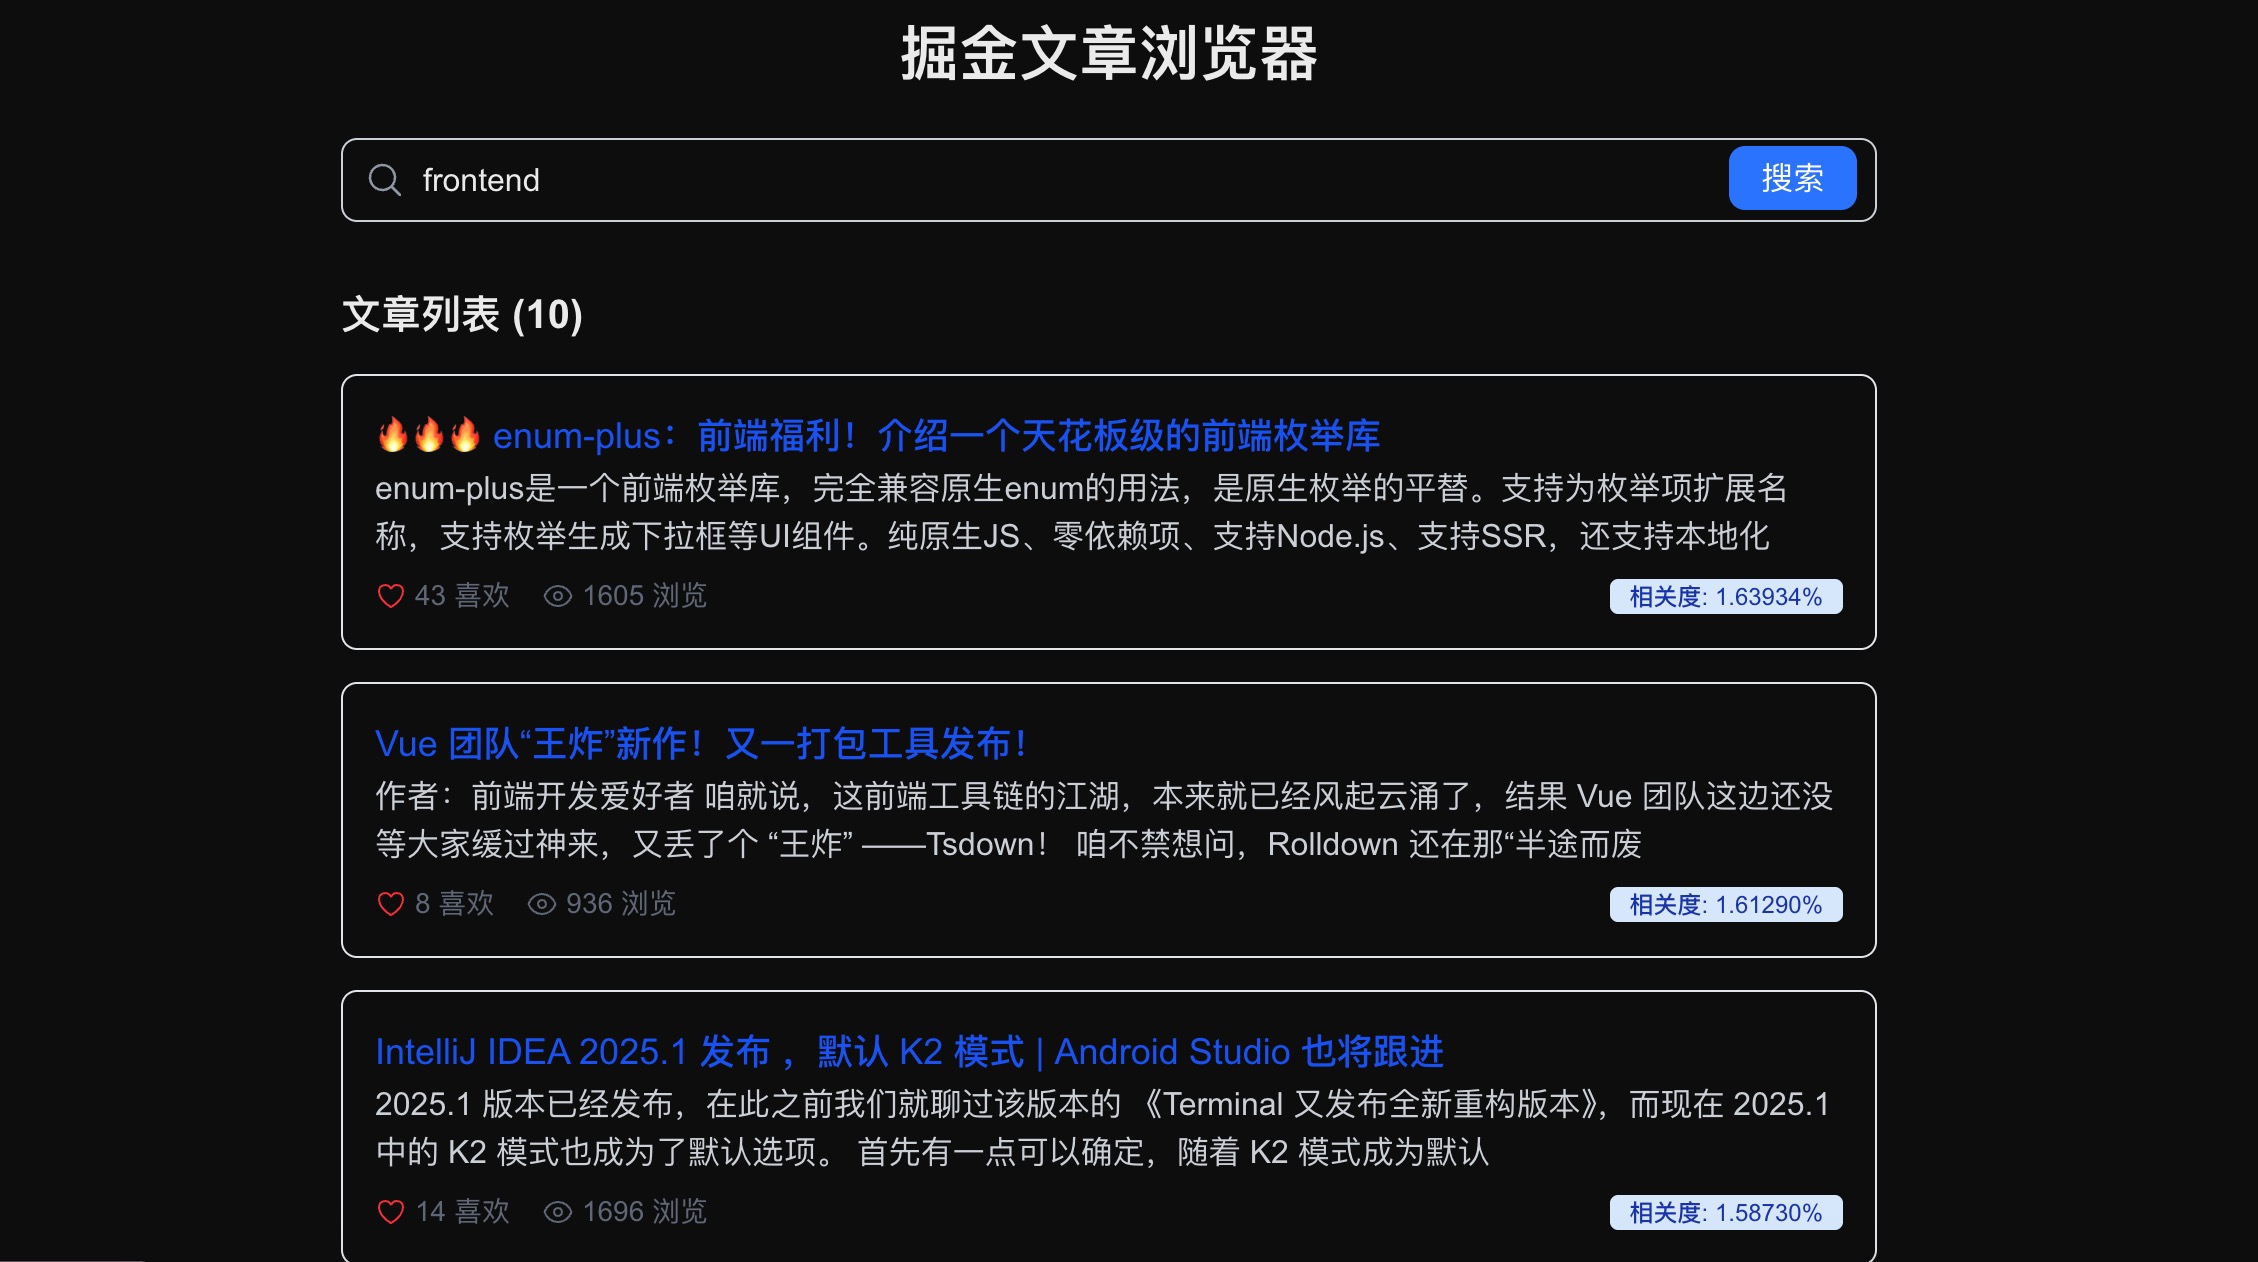 掘金文章浏览器
frontend
搜索
文章列表 (10)
🔥🔥🔥 enum-plus：前端福利！介绍一个天花板级的前端枚举库
enum-plus是一个前端枚举库，完全兼容原生enum的用法，是原生枚举的平替。支持为枚举项扩展名
称，支持枚举生成下拉框等UI组件。纯原生JS、零依赖项、支持Node.js、支持SSR，还支持本地化
43 喜欢 1605 浏览
相关度: 1.63934%
Vue 团队“王炸”新作！又一打包工具发布！
作者：前端开发爱好者 咱就说，这前端工具链的江湖，本来就已经风起云涌了，结果 Vue 团队这边还没
等大家缓过神来，又丢了个 “王炸” ——Tsdown！ 咱不禁想问，Rolldown 还在那“半途而废
8 喜欢 936 浏览
相关度: 1.61290%
IntelliJ IDEA 2025.1 发布 ，默认 K2 模式 | Android Studio 也将跟进
2025.1 版本已经发布，在此之前我们就聊过该版本的 《Terminal 又发布全新重构版本》，而现在 2025.1
中的 K2 模式也成为了默认选项。 首先有一点可以确定，随着 K2 模式成为默认
14 喜欢 1696 浏览
相关度: 1.58730%